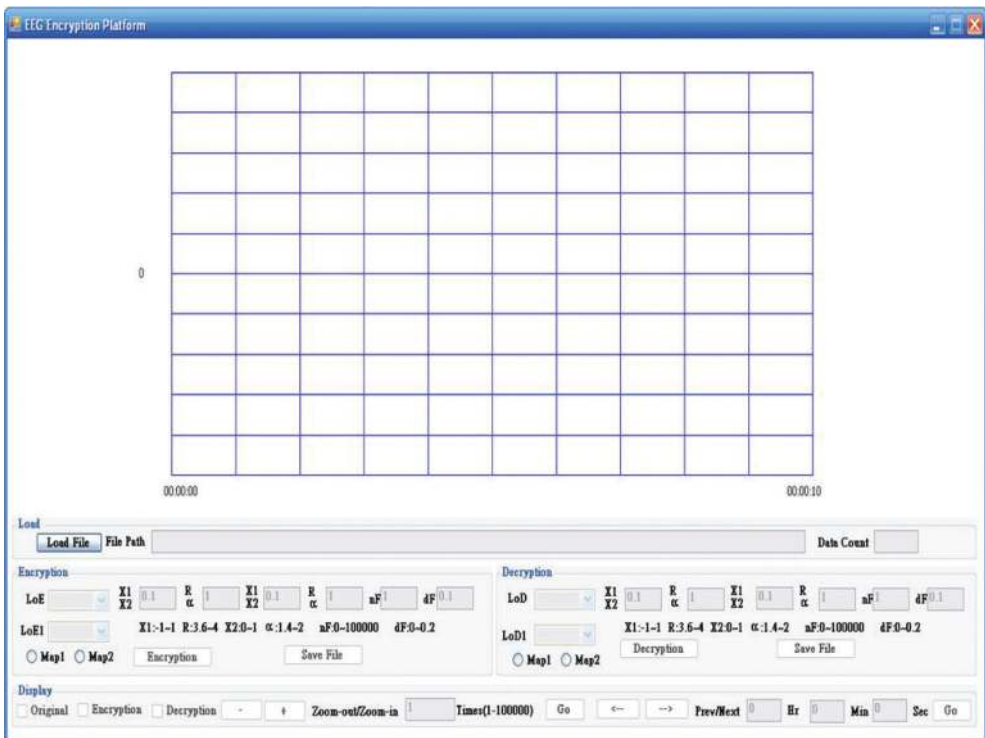 EEG Encryption Platform
0
00:00:00 00:00:10
Load
Load File File Path Data Count
Encryption
LoE X1 X2 0.1 R α 1 X1 X2 0.1 R α 1 nF 1 dF 0.1
LoE1 X1:-1~1 R:3.6~4 X2:0~1 α:1.4~2 nF:0~100000 dF:0~0.2
Map1 Map2 Encryption Save File
Decryption
LoD X1 X2 0.1 R α 1 X1 X2 0.1 R α 1 nF 1 dF 0.1
LoD1 X1:-1~1 R:3.6~4 X2:0~1 α:1.4~2 nF:0~100000 dF:0~0.2
Map1 Map2 Decryption Save File
Display
Original Encryption Decryption - + Zoom-out/Zoom-in 1 Times(1-100000) Go <-- --> Prev/Next 0 Hr 0 Min 0 Sec Go